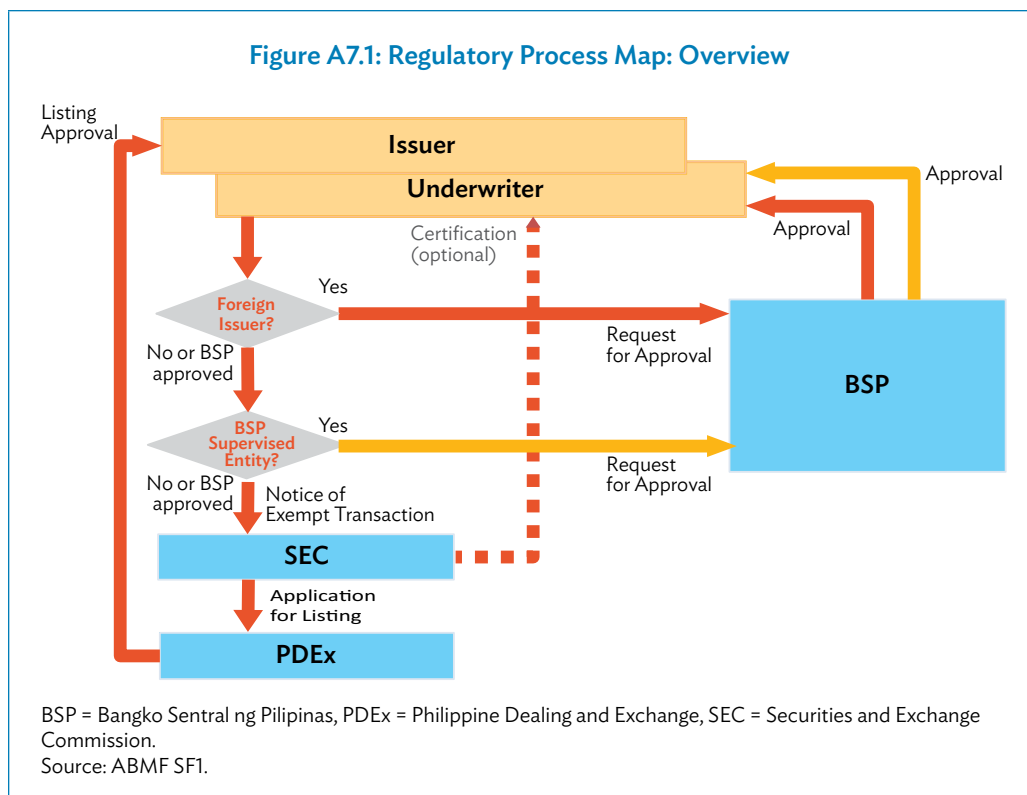 Figure A7.1: Regulatory Process Map: Overview
Listing
Approval
Issuer
Underwriter
Approval
Approval
Certification
(optional)
Yes
Foreign
Issuer?
Request
for Approval
No or BSP
approved
BSP
BSP
Supervised
Entity?
Yes
Request
for Approval
No or BSP
approved
Notice of
Exempt Transaction
SEC
Application
for Listing
PDEx
BSP = Bangko Sentral ng Pilipinas, PDEx = Philippine Dealing and Exchange, SEC = Securities and Exchange
Commission.
Source: ABMF SF1.